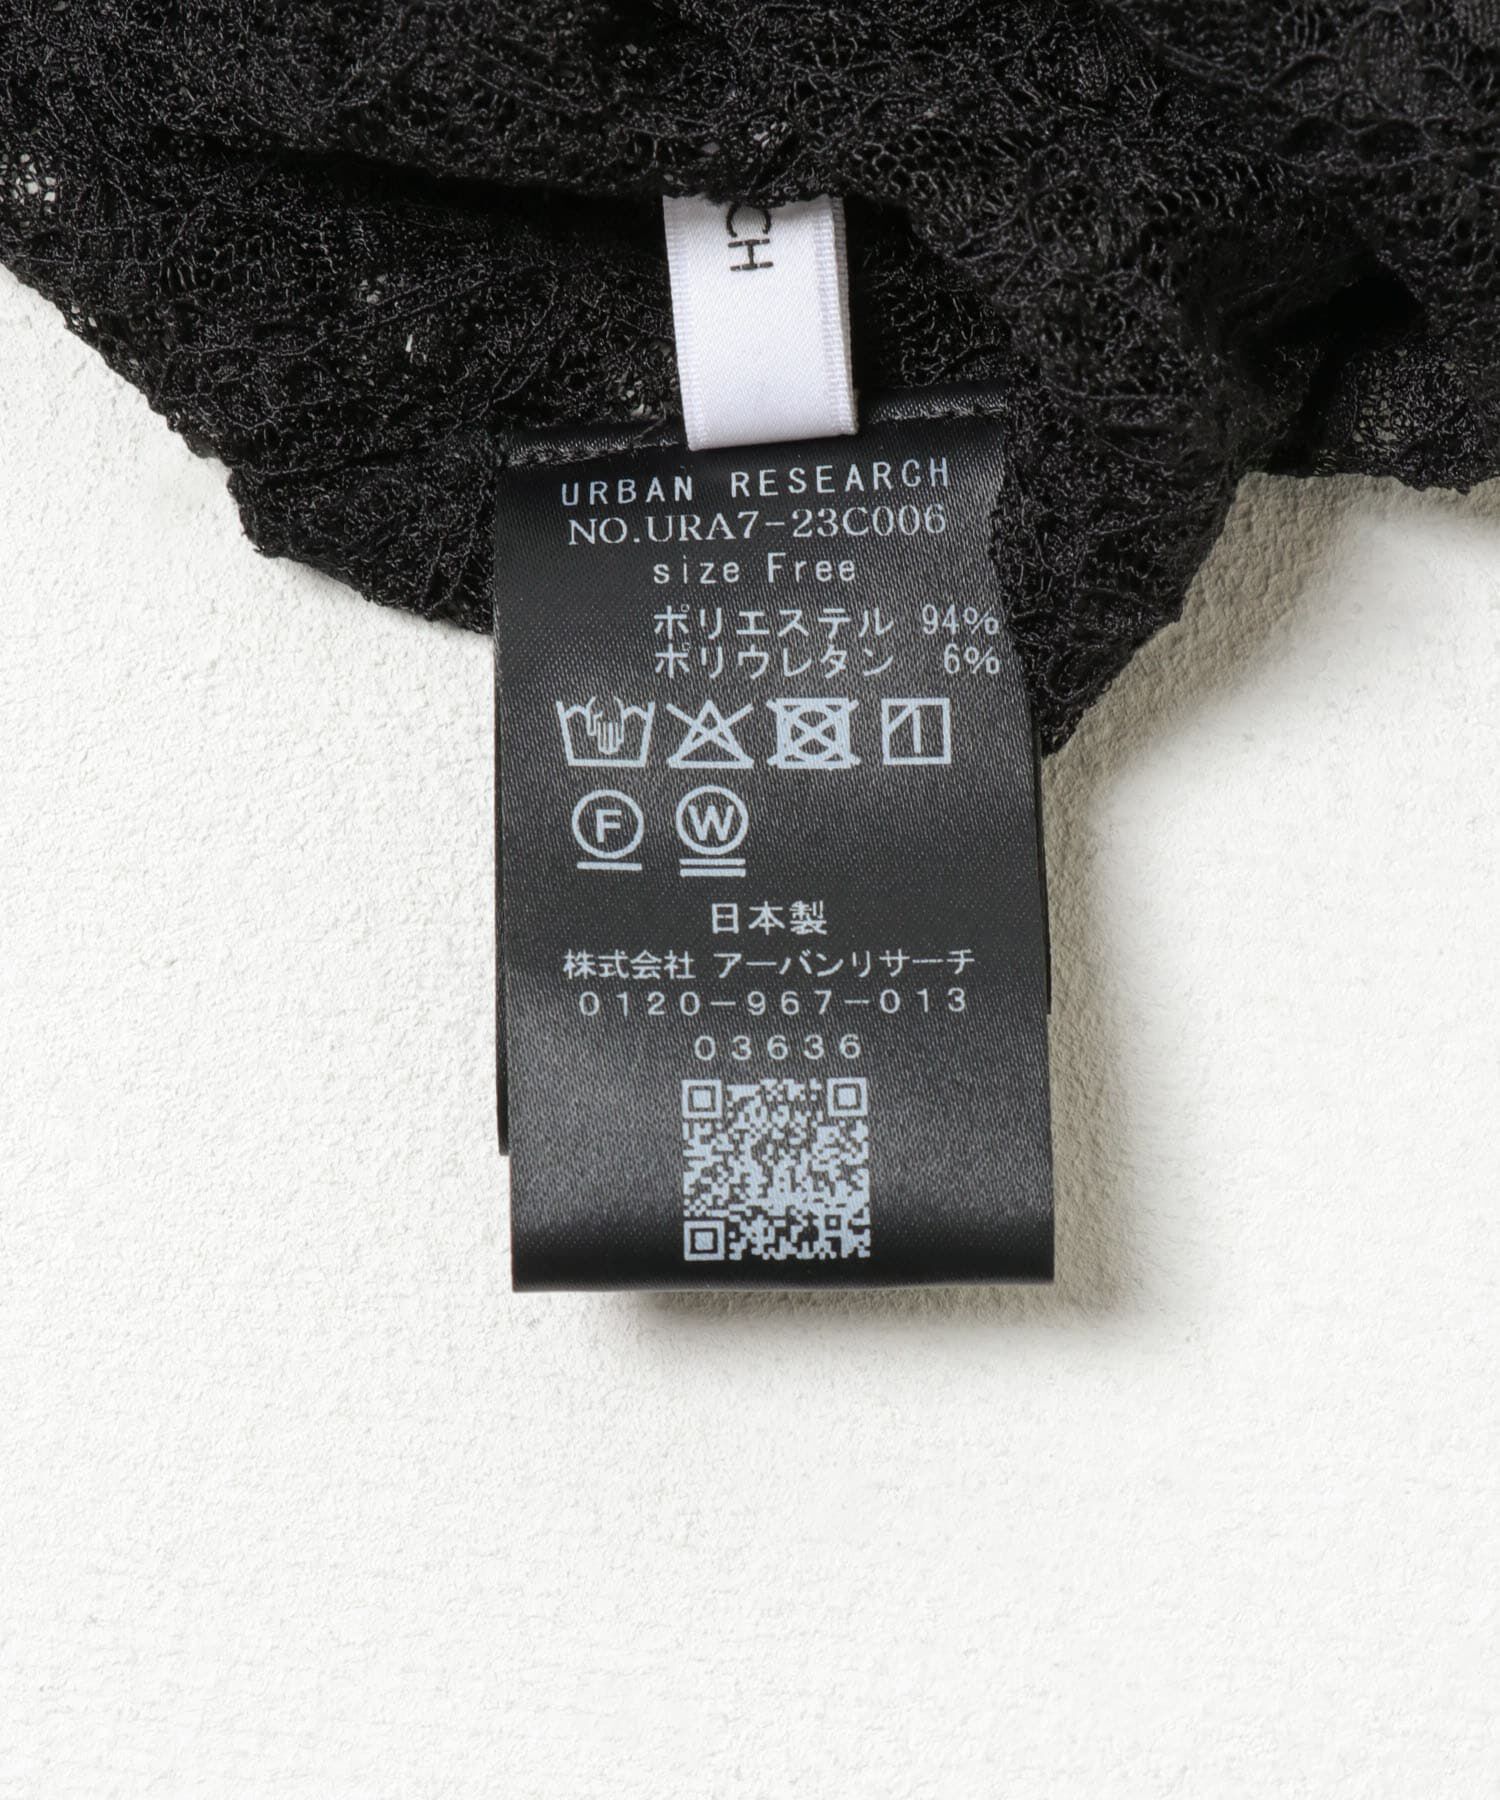 CH
URBAN RESEARCH
NO.URA7-23C006
size Free
ポリエステル 94%
ポリウレタン 6%
F W
日本製
株式会社 アーバンリサーチ
0120-967-013
03636